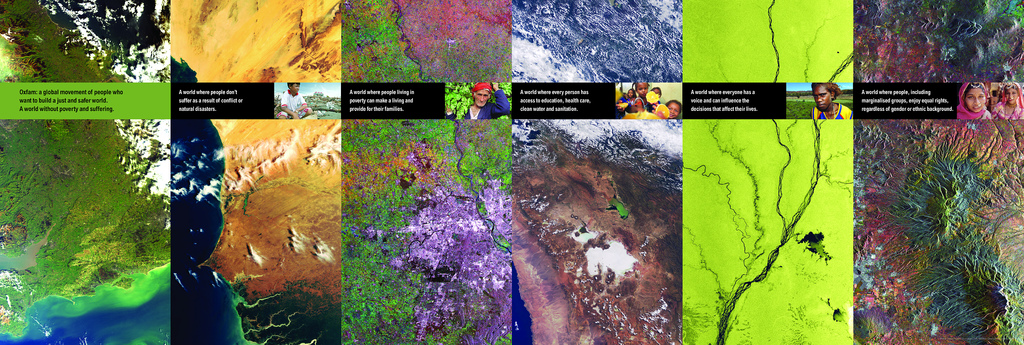 Oxfam: a global movement of people who
want to build a just and safer world.
A world without poverty and suffering.
A world where people don't
suffer as a result of conflict or
natural disasters.
A world where people living in
poverty can make a living and
provide for their families.
A world where every person has
access to education, health care,
clean water and sanitation.
A world where everyone has a
voice and can influence the
decisions that affect their lives.
A world where people, including
marginalised groups, enjoy equal rights,
regardless of gender or ethnic background.